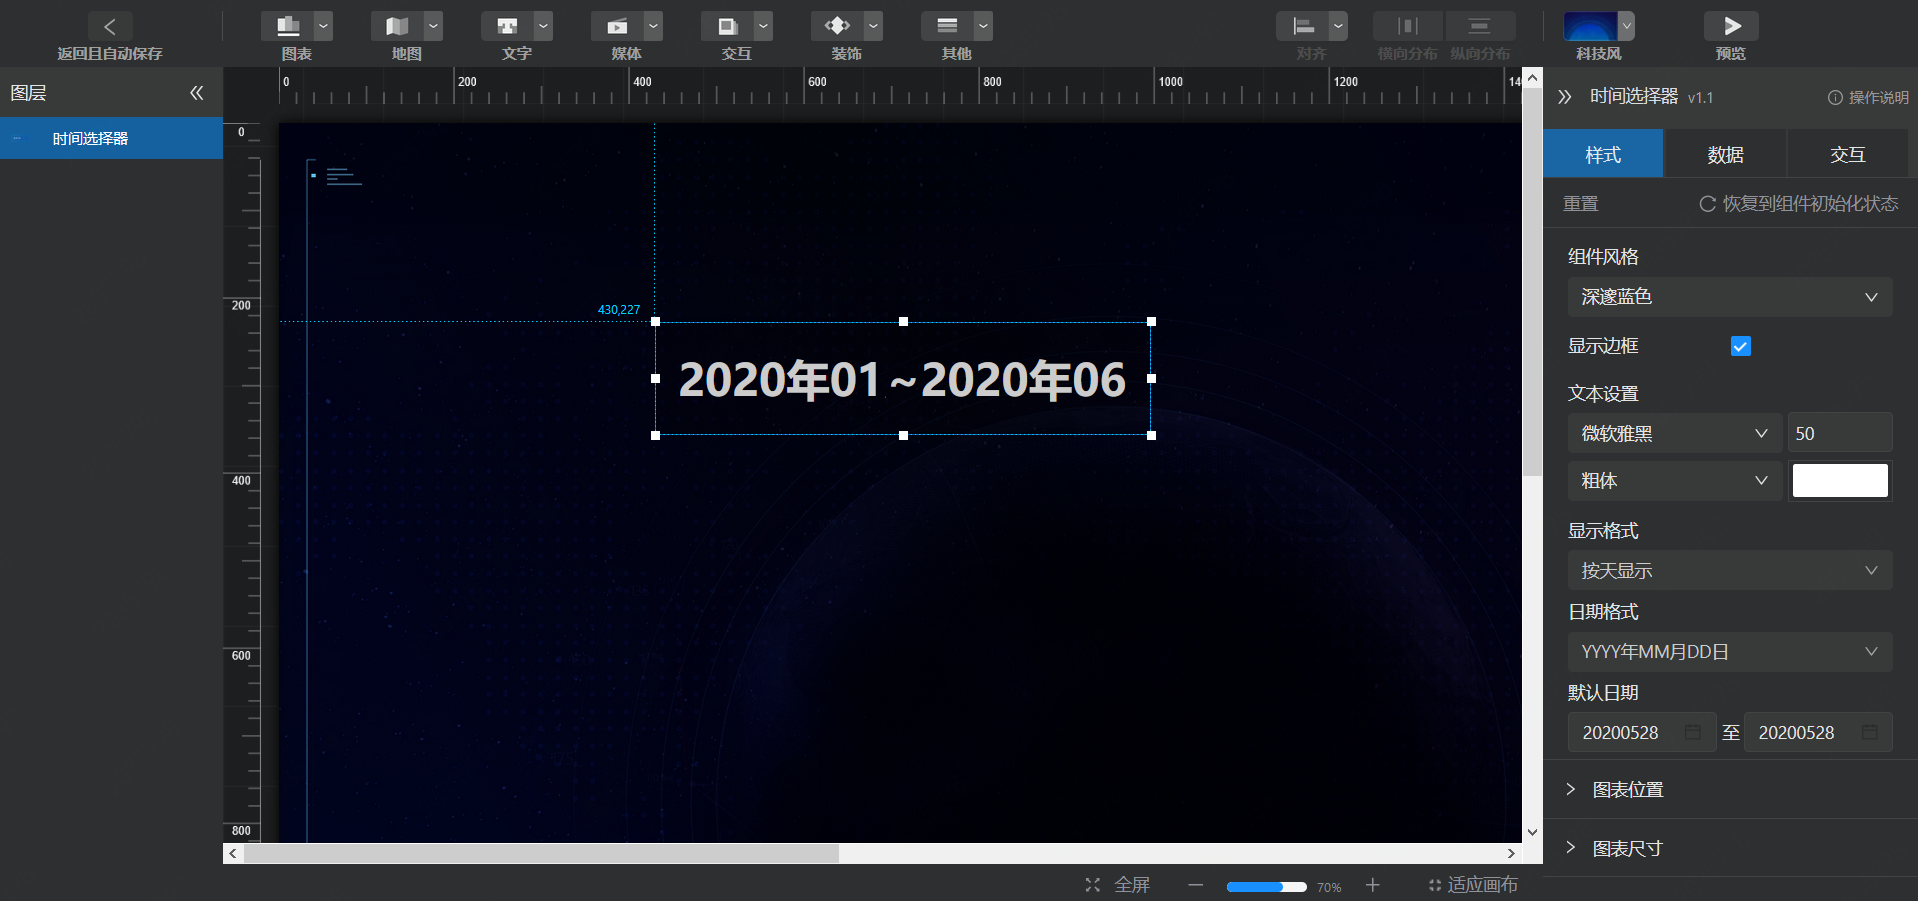 返回且自动保存
图表
地图
文字
媒体
交互
装饰
其他
对齐
横向分布
纵向分布
科技风
预览
图层
时间选择器
0
200
400
600
800
1000
1200
0
200
400
600
800
430,227
2020年01~2020年06
时间选择器 v1.1
操作说明
样式
数据
交互
重置
恢复到组件初始化状态
组件风格
深邃蓝色
显示边框
文本设置
微软雅黑
50
粗体
显示格式
按天显示
日期格式
YYYY年MM月DD日
默认日期
20200528 至 20200528
图表位置
图表尺寸
全屏
70%
适应画布